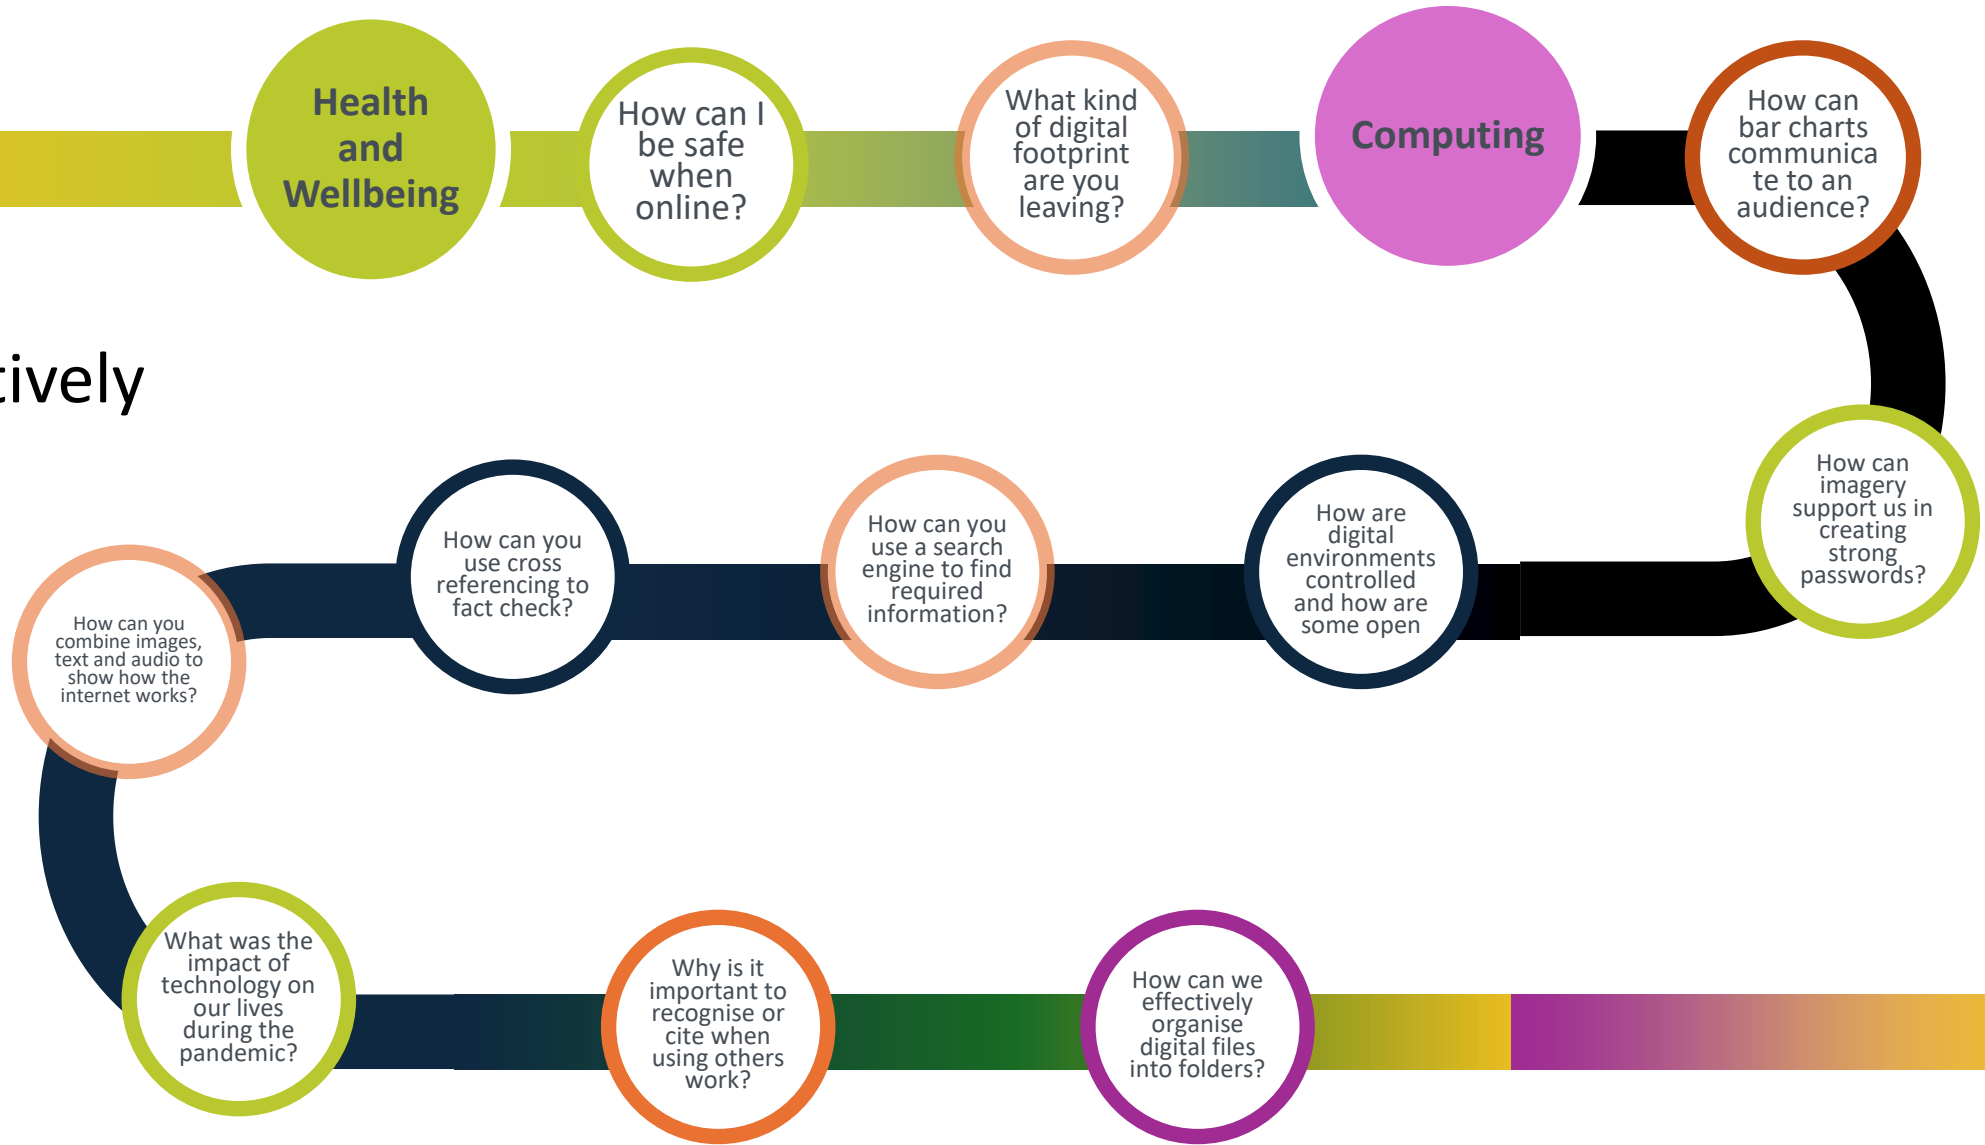 Health
and
Wellbeing
How can I
be safe
when
online?
What kind
of digital
footprint
are you
leaving?
Computing
How can
bar charts
communica
te to an
audience?
tively
How can
imagery
support us in
creating
strong
passwords?
How are
digital
environments
controlled
and how are
some open
How can you
use a search
engine to find
required
information?
How can you
use cross
referencing to
fact check?
How can you
combine images,
text and audio to
show how the
internet works?
What was the
impact of
technology on
our lives
during the
pandemic?
Why is it
important to
recognise or
cite when
using others
work?
How can we
effectively
organise
digital files
into folders?